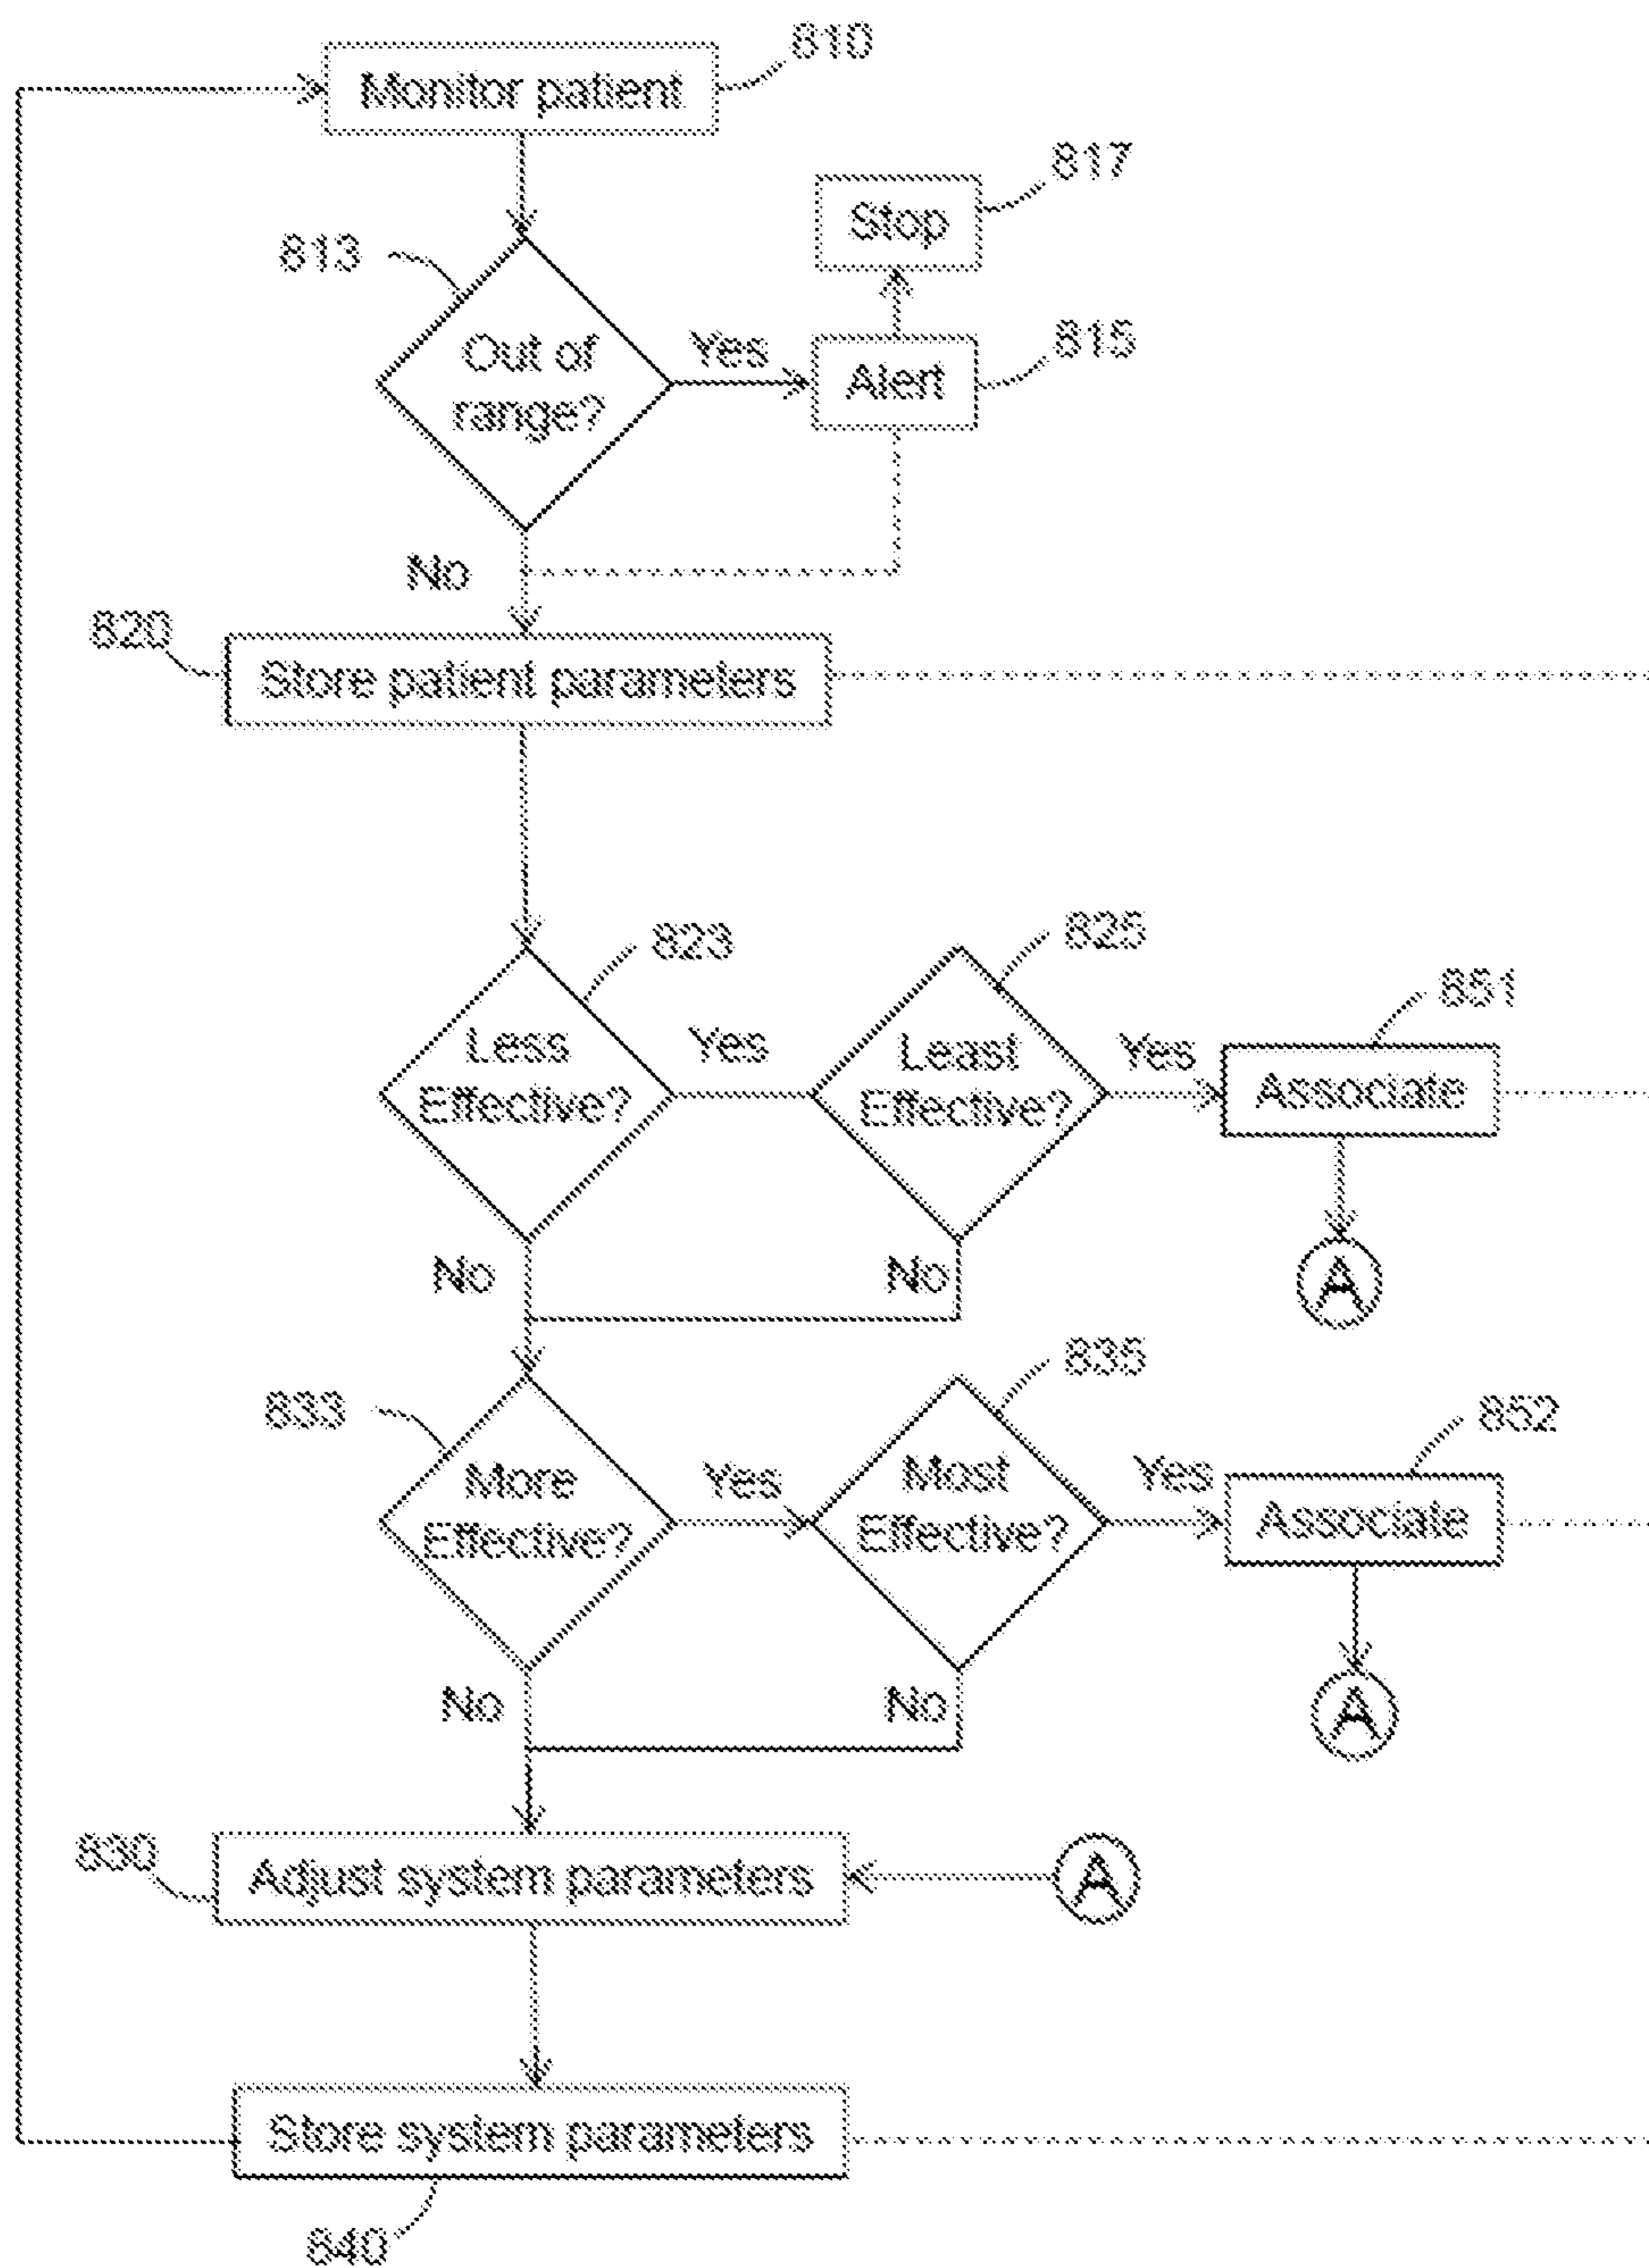 810
Monitor patient
817
Stop
813
Out of
range?
Yes
Alert
815
No
820
Store patient parameters
823
825
851
Less
Effective?
Yes
Least
Effective?
Yes
Associate
No
No
A
833
835
852
More
Effective?
Yes
Most
Effective?
Yes
Associate
No
No
A
830
Adjust system parameters
A
Store system parameters
840